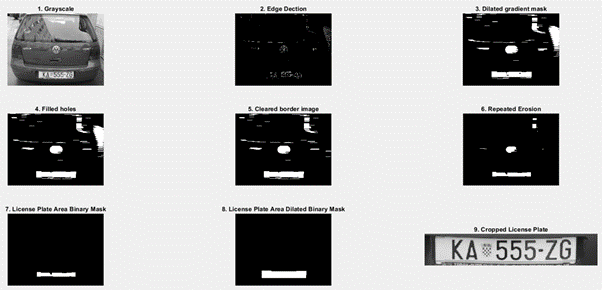 1. Grayscale
2. Edge Dection
3. Dilated gradient mask
KA 555-ZG
4. Filled holes
5. Cleared border image
6. Repeated Erosion
7. License Plate Area Binary Mask
8. License Plate Area Dilated Binary Mask
9. Cropped License Plate
KA 555-ZG